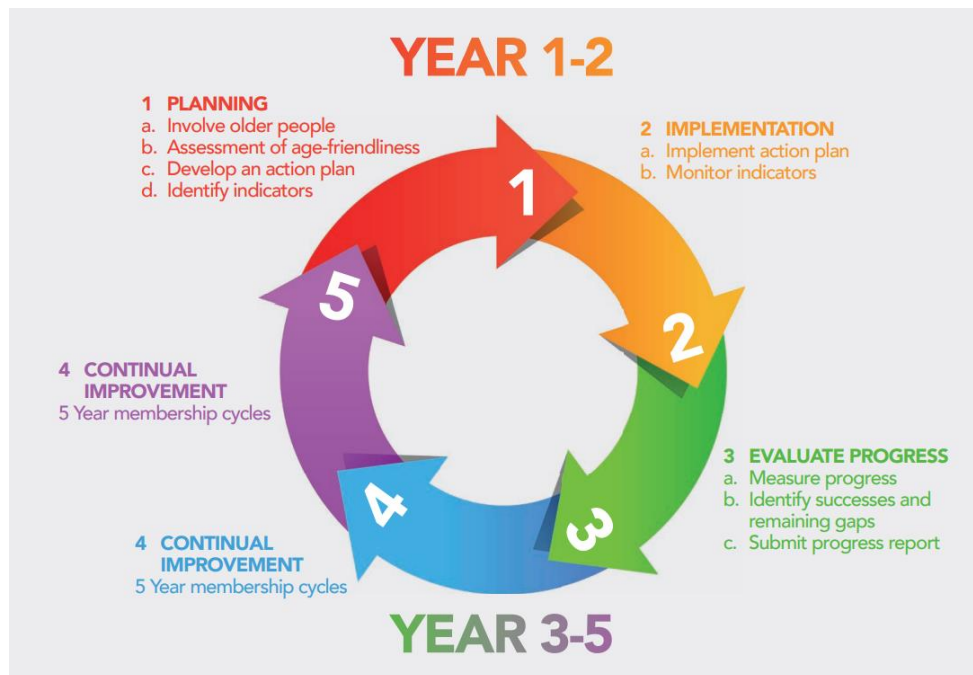 YEAR 1-2
1 PLANNING
a. Involve older people
b. Assessment of age-friendliness
c. Develop an action plan
d. Identify indicators
2 IMPLEMENTATION
a. Implement action plan
b. Monitor indicators
1
2
3
4
5
3 EVALUATE PROGRESS
a. Measure progress
b. Identify successes and
remaining gaps
c. Submit progress report
4 CONTINUAL
IMPROVEMENT
5 Year membership cycles
4 CONTINUAL
IMPROVEMENT
5 Year membership cycles
YEAR 3-5